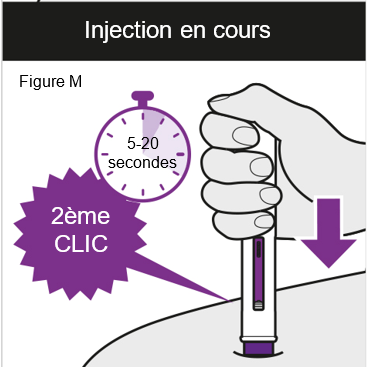 Injection en cours
Figure M
5-20
secondes
2ème
CLIC